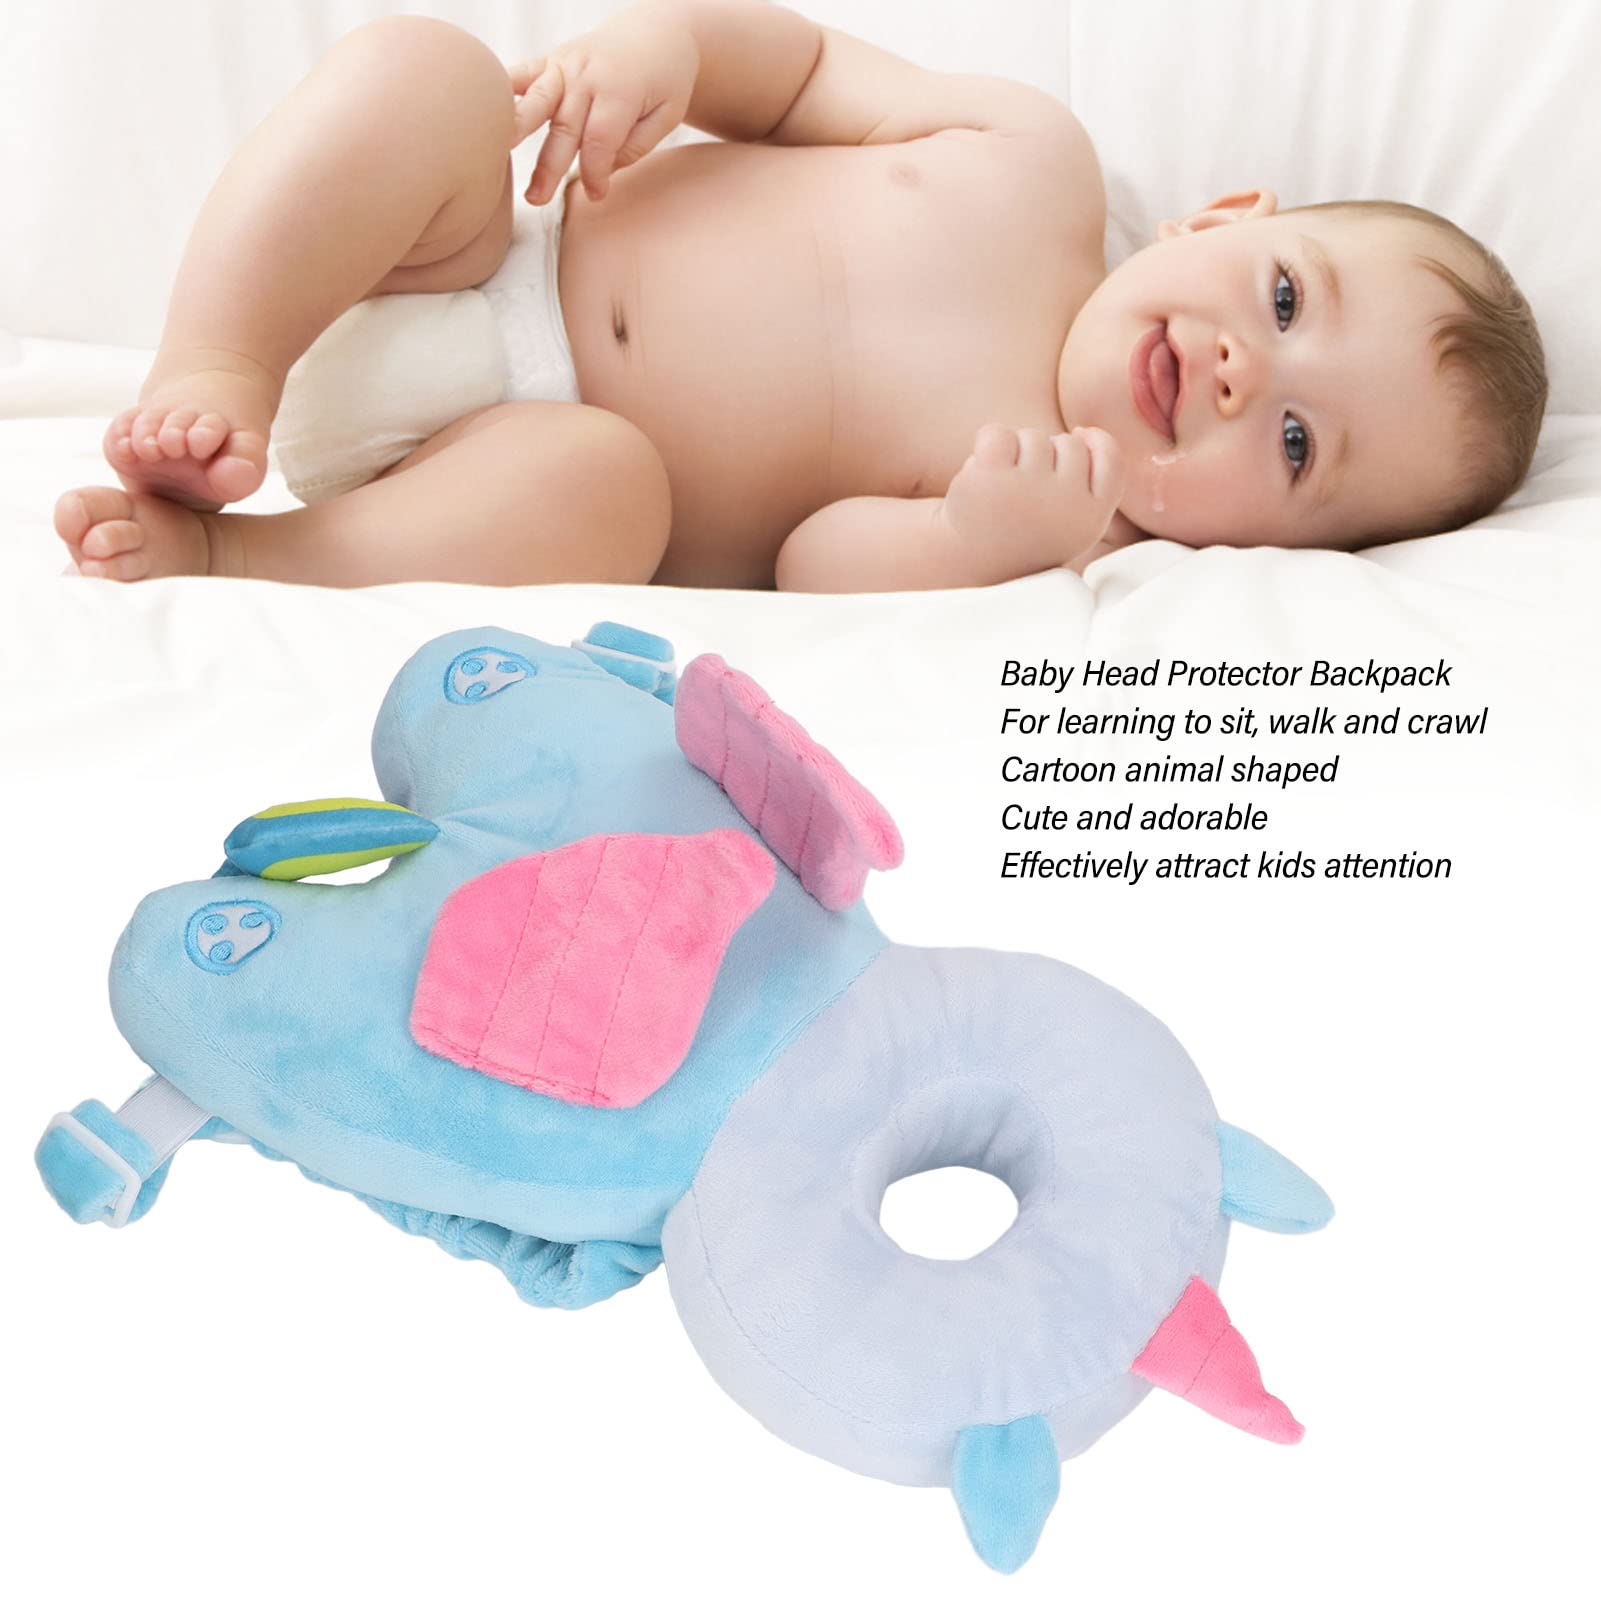 Baby Head Protector Backpack
For learning to sit, walk and crawl
Cartoon animal shaped
Cute and adorable
Effectively attract kids attention